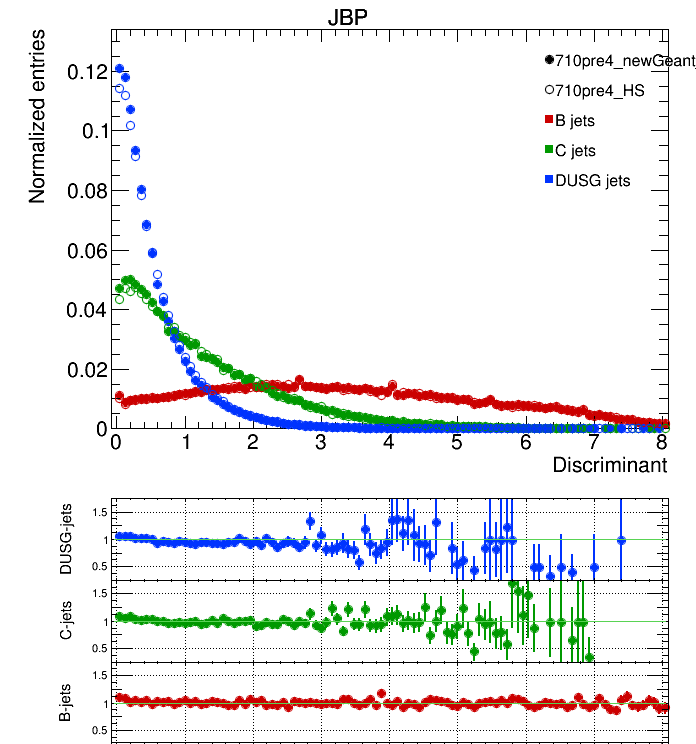 JBP
Normalized entries
0.12
0.1
0.08
0.06
0.04
0.02
0
710pre4_newGeant
710pre4_HS
B jets
C jets
DUSG jets
0 1 2 3 4 5 6 7 8
Discriminant
DUSG-jets
1.5
1
0.5
C-jets
1.5
1
0.5
B-jets
1.5
1
0.5